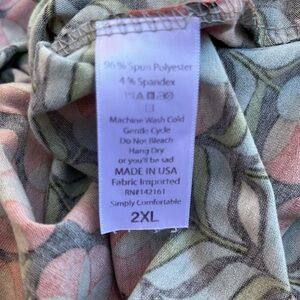 96% Spun Polyester
4% Spandex
Machine Wash Cold
Gentle Cycle
Do Not Bleach
Hang Dry
or you'll be sad
MADE IN USA
Fabric Imported
RN#142161
Simply Comfortable
2XL